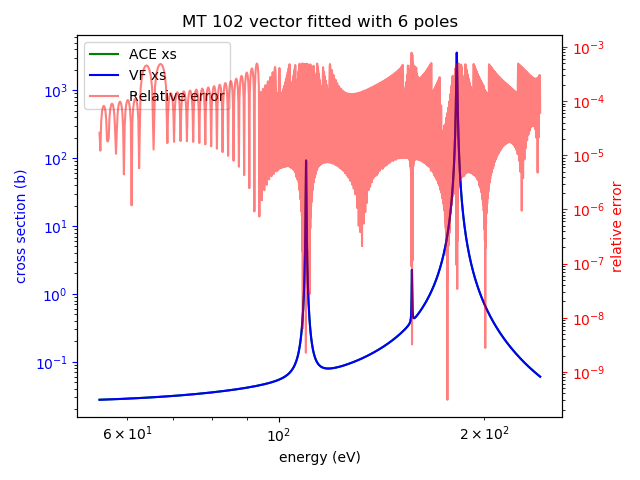 MT 102 vector fitted with 6 poles
ACE xs
VF xs
Relative error
10³
10²
10¹
10⁰
10⁻¹
cross section (b)
10⁻³
10⁻⁴
10⁻⁵
10⁻⁶
10⁻⁷
10⁻⁸
10⁻⁹
relative error
6 × 10¹
10²
2 × 10²
energy (eV)